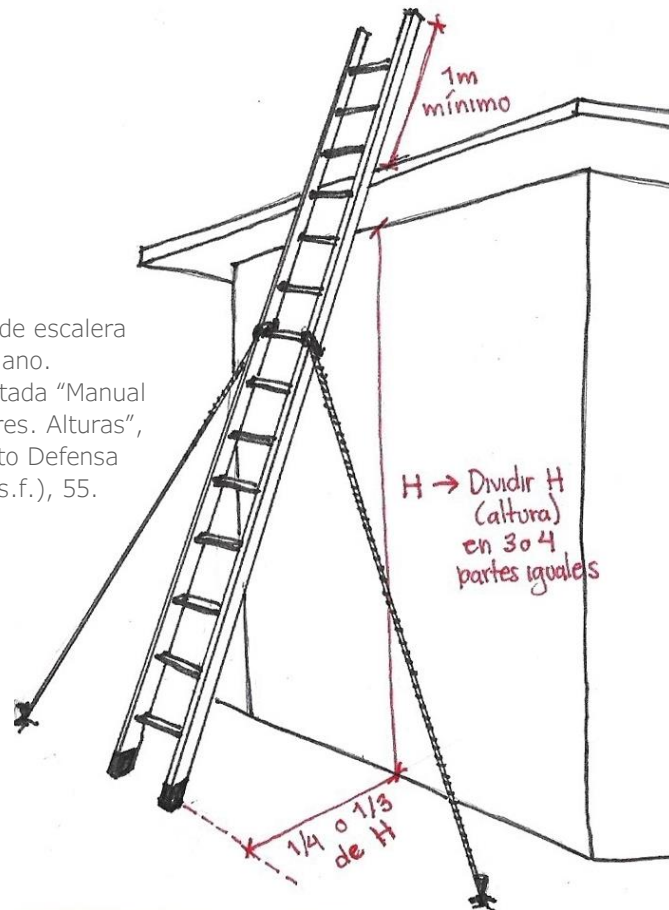 1m
mínimo
de escalera
ano.
tada “Manual
res. Alturas”,
to Defensa
s.f.), 55.
H → Dividir H
(altura)
en 3 o 4
partes iguales
1/4 o 1/3
de H